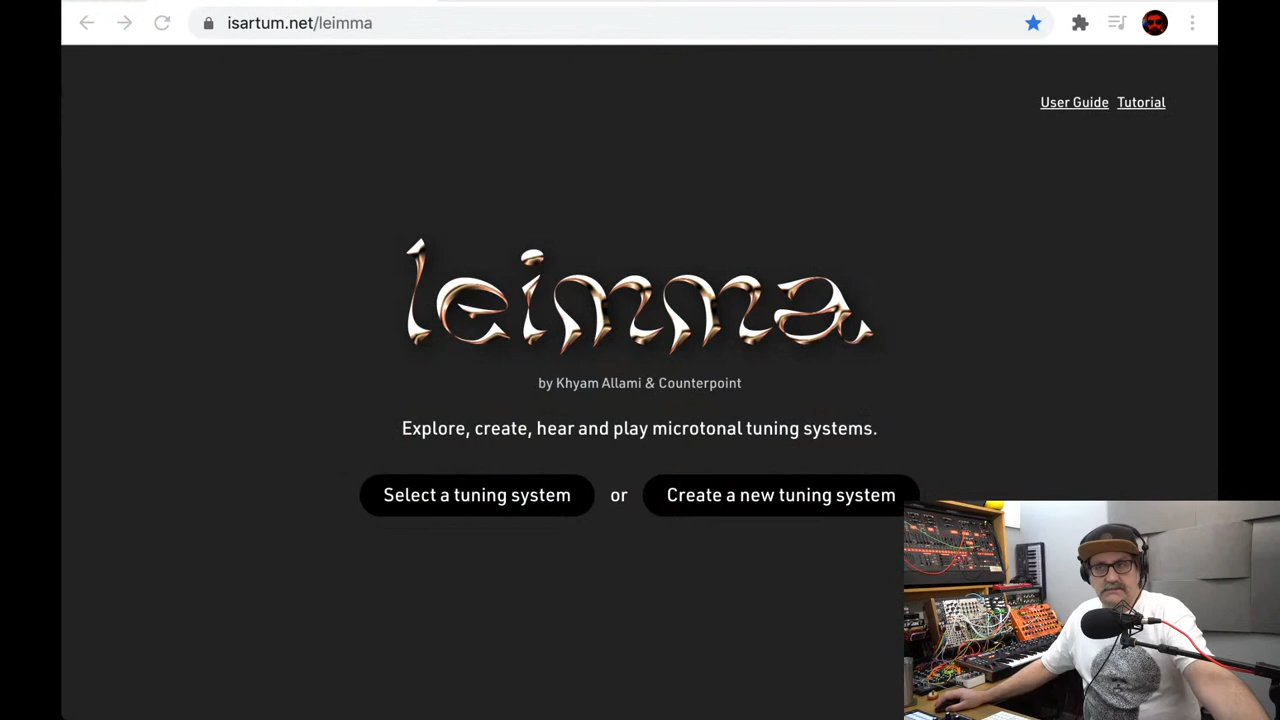 isartum.net/leimma
User Guide Tutorial
leimma
by Khyam Allami & Counterpoint
Explore, create, hear and play microtonal tuning systems.
Select a tuning system or Create a new tuning system